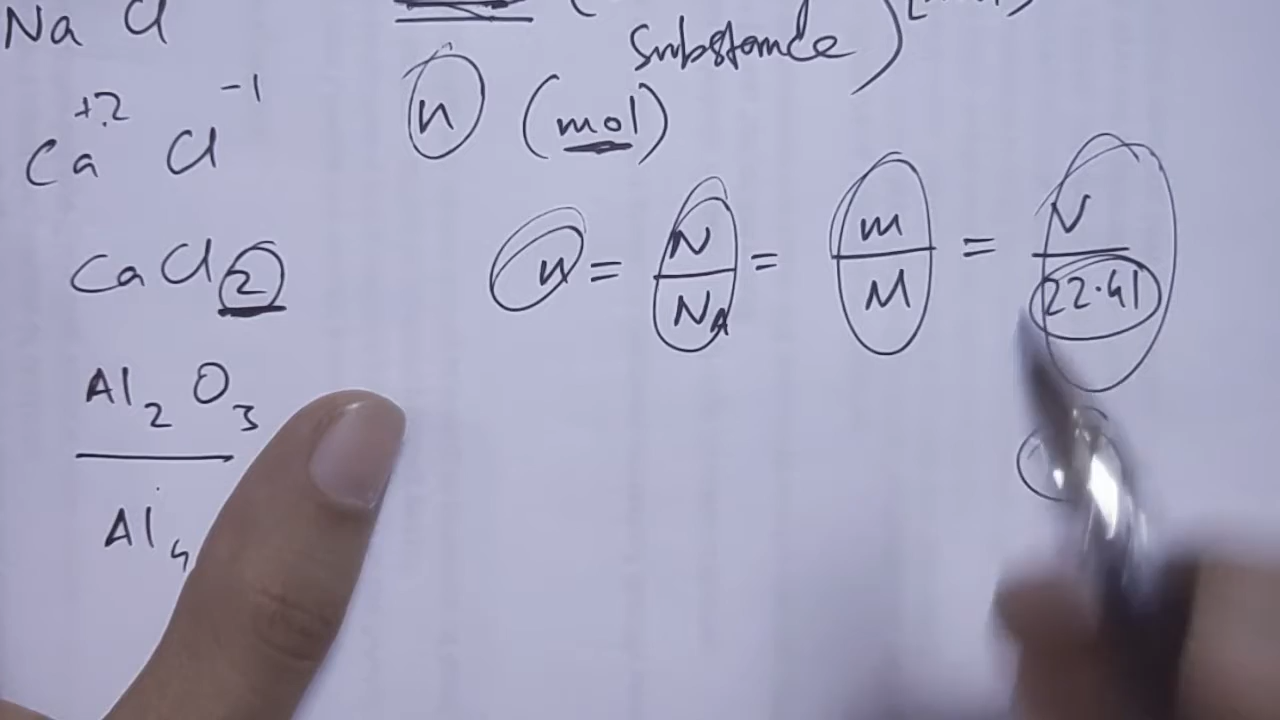 Na Cl
substance)
+2 -1
Ca Cl
n (mol)
CaCl2
n = N/NA = m/M = V/22.41
Al2 O3
Al4